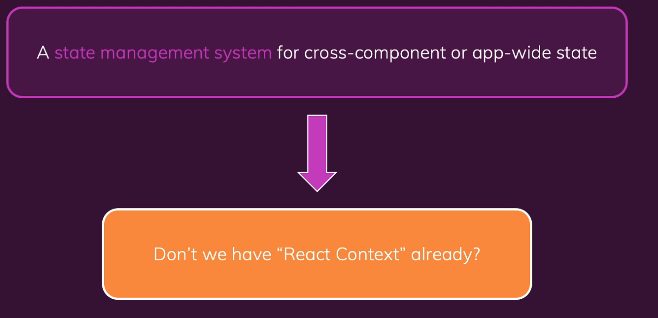 A state management system for cross-component or app-wide state
Don’t we have “React Context” already?